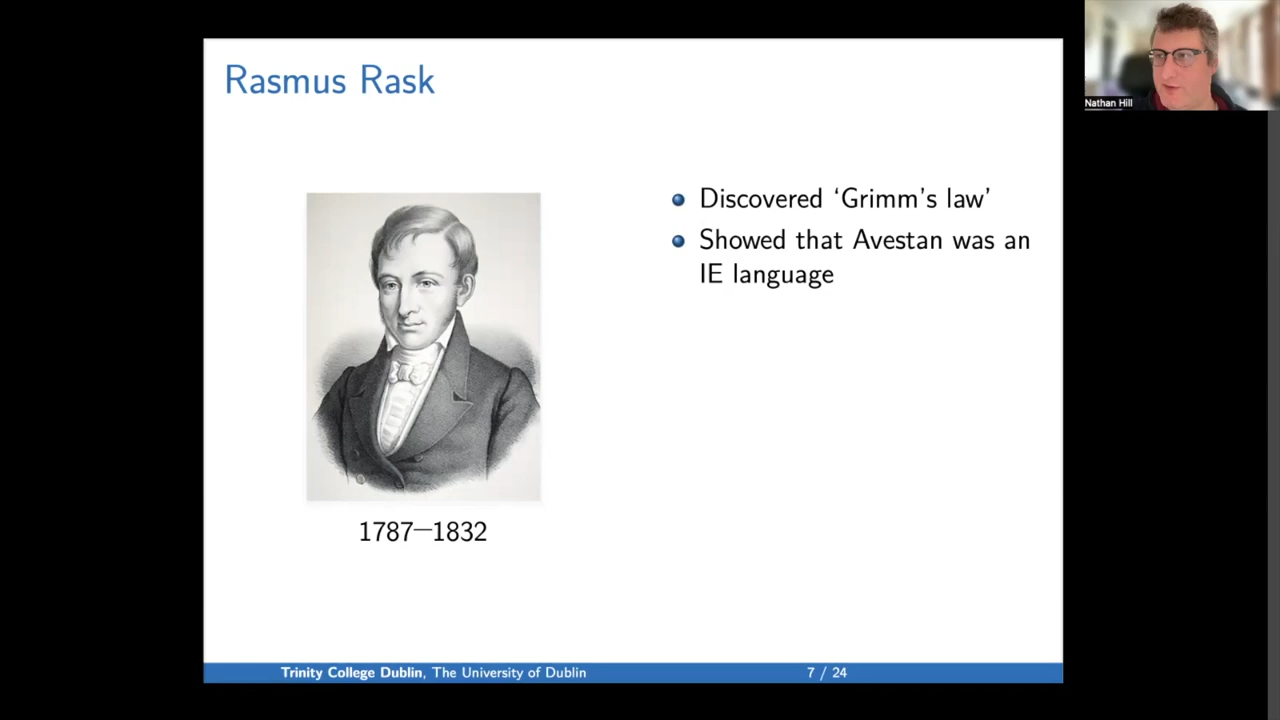 Rasmus Rask
Nathan Hill
Discovered ‘Grimm’s law’
Showed that Avestan was an
IE language
1787—1832
Trinity College Dublin, The University of Dublin
7 / 24